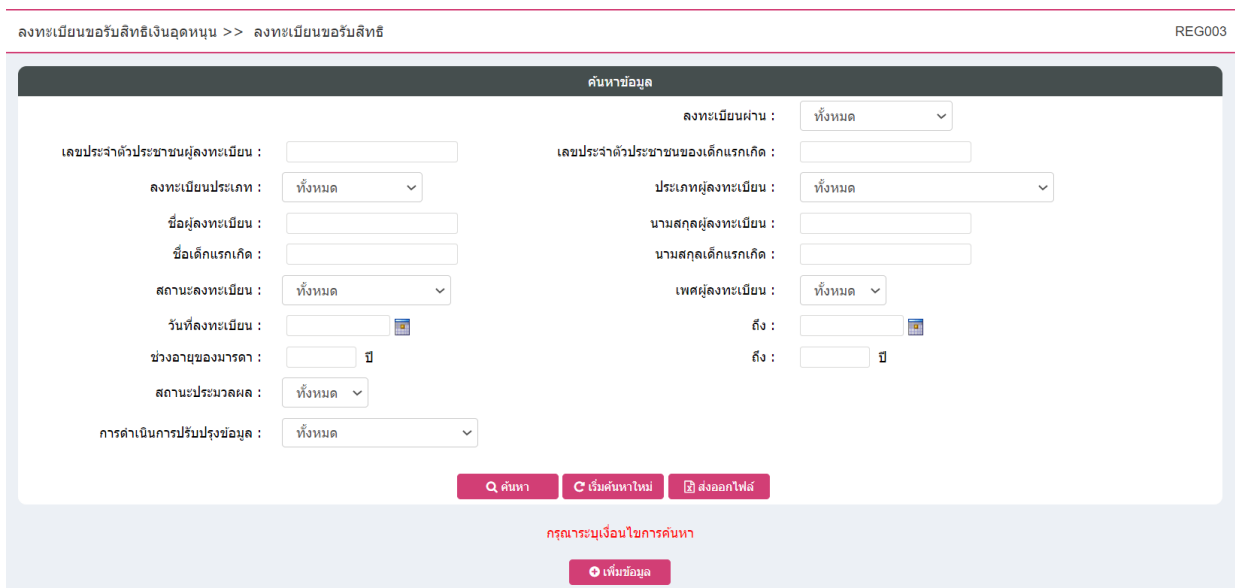 ลงทะเบียนขอรับสิทธิเงินอุดหนุน >> ลงทะเบียนขอรับสิทธิ REG003
ค้นหาข้อมูล
ลงทะเบียนผ่าน : ทั้งหมด
เลขประจำตัวประชาชนผู้ลงทะเบียน : เลขประจำตัวประชาชนของเด็กแรกเกิด :
ลงทะเบียนประเภท : ทั้งหมด ประเภทผู้ลงทะเบียน : ทั้งหมด
ชื่อผู้ลงทะเบียน : นามสกุลผู้ลงทะเบียน :
ชื่อเด็กแรกเกิด : นามสกุลเด็กแรกเกิด :
สถานะลงทะเบียน : ทั้งหมด เพศผู้ลงทะเบียน : ทั้งหมด
วันที่ลงทะเบียน : ถึง :
ช่วงอายุของมารดา : ปี ถึง : ปี
สถานะประมวลผล : ทั้งหมด
การดำเนินการปรับปรุงข้อมูล : ทั้งหมด
ค้นหา เริ่มค้นหาใหม่ ส่งออกไฟล์
กรุณาระบุเงื่อนไขการค้นหา
เพิ่มข้อมูล